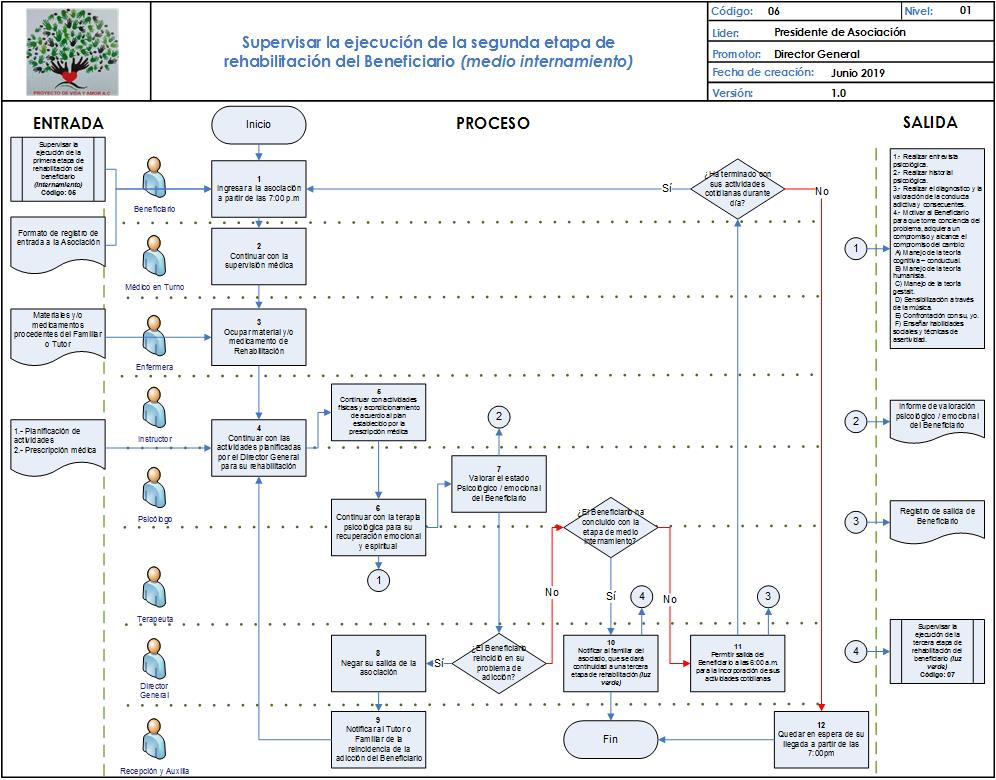 PROYECTO DE VIDA Y AMOR A.C
Supervisar la ejecución de la segunda etapa de
rehabilitación del Beneficiario (medio internamiento)
Código: 06
Nivel: 01
Lider: Presidente de Asociación
Promotor: Director General
Fecha de creación: Junio 2019
Versión: 1.0
ENTRADA
PROCESO
SALIDA
Supervisar la
ejecución de la
primera etapa de
rehabilitación del
beneficiario
(Internamiento)
Código: 05
Formato de registro de
entrada a la Asociación
Materiales y/o
medicamentos
procedentes del Familiar
o Tutor
1.- Planificación de
actividades
2.- Prescripción médica
Beneficiario
Médico en Turno
Enfermera
Instructor
Psicólogo
Terapeuta
Director
General
Recepción y Auxilia
Inicio
1
Ingresar a la asociación
a partir de las 7:00 p.m
2
Continuar con la
supervisión médica
3
Ocupar material y/o
medicamento de
Rehabilitación
4
Continuar con las
actividades planificadas
por el Director General
para su rehabilitación
5
Continuar con actividades
físicas y acondicionamiento
de acuerdo al plan
establecido por la
prescripción médica
6
Continuar con la terapia
psicológica para su
recuperación emocional
y espiritual
1
2
7
Valorar el estado
Psicológico / emocional
del Beneficiario
¿El Beneficiario
reincidió en su
problema de
adicción?
Sí
No
8
Negar su salida de la
asociación
9
Notificar al Tutor o
Familiar de la
reincidencia de la
adicción del Beneficiario
¿El Beneficiario ha
concluido con la
etapa de medio
internamiento?
Sí
No
4
3
10
Notificar al familiar del
asociado, que se dará
continuidad a una tercera
etapa de rehabilitación (luz
verde)
11
Permitir salida del
Beneficiario a las 6:00 a.m.
para la incorporación de sus
actividades cotidianas
¿Ha terminado con
sus actividades
cotidianas durante
día?
Sí
No
12
Quedar en espera de su
llegada a partir de las
7:00pm
Fin
1
1.- Realizar entrevista
psicológica.
2.- Realizar historial
psicológica.
3.- Realizar el diagnostico y la
valoración de la conducta
adictiva y consecuentes.
4.- Motivar al Beneficiario
para que tome conciencia del
problema, adquiera un
compromiso y alcance el
compromiso del cambio:
A) Manejo de la teoría
cognitiva – conductual.
B) Manejo de la teoría
humanista.
C) Manejo de la teoría
gestalt.
D) Sensibilización a través
de la música.
E) Confrontación con su, yo.
F) Enseñar habilidades
sociales y técnicas de
asertividad.
2
Informe de valoración
psicológico / emocional
del Beneficiario
3
Registro de salida de
Beneficiario
4
Supervisar la
ejecución de la
tercera etapa de
rehabilitación del
beneficiario (luz
verde)
Código: 07